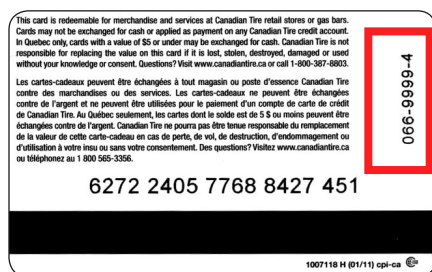 This card is redeemable for merchandise and services at Canadian Tire retail stores or gas bars.
Cards may not be exchanged for cash or applied as payment on any Canadian Tire credit account.
In Quebec only, cards with a value of $5 or under may be exchanged for cash. Canadian Tire is not
responsible for replacing the value on this card if it is lost, stolen, destroyed, damaged or used
without your knowledge or consent. Questions? Visit www.canadiantire.ca or call 1-800-387-8803.
Les cartes-cadeaux peuvent être échangées à tout magasin ou poste d'essence Canadian Tire
contre des marchandises ou des services. Les cartes-cadeaux ne peuvent être échangées
contre de l'argent et ne peuvent être utilisées pour le paiement d'un compte de carte de crédit
de Canadian Tire. Au Québec seulement, les cartes dont le solde est de 5 $ ou moins peuvent être
échangées contre de l'argent. Canadian Tire ne pourra pas être tenue responsable du remplacement
de la valeur de cette carte-cadeau en cas de perte, de vol, de destruction, d'endommagement ou
d'utilisation à votre insu ou sans votre consentement. Des questions? Visitez www.canadiantire.ca
ou téléphonez au 1 800 565-3356.
066-9999-4
6272 2405 7768 8427 451
1007118 H (01/11) cpi-ca